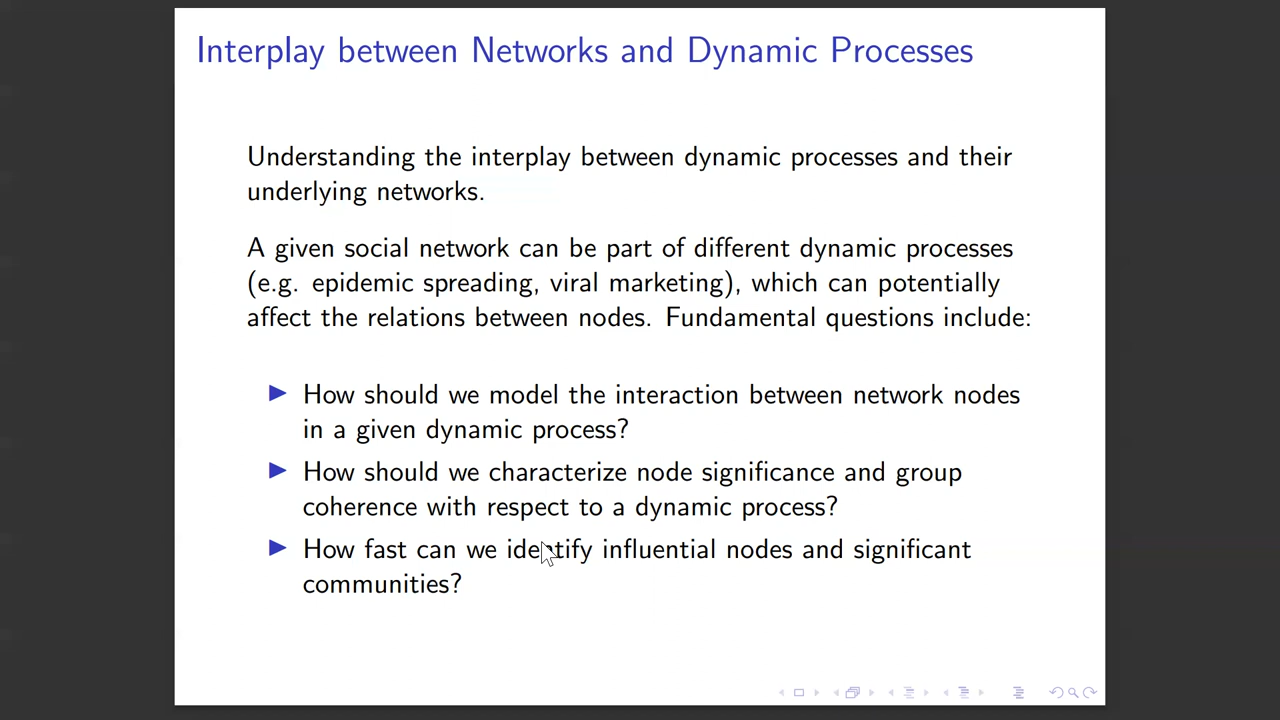 Interplay between Networks and Dynamic Processes
Understanding the interplay between dynamic processes and their
underlying networks.
A given social network can be part of different dynamic processes
(e.g. epidemic spreading, viral marketing), which can potentially
affect the relations between nodes. Fundamental questions include:
How should we model the interaction between network nodes
in a given dynamic process?
How should we characterize node significance and group
coherence with respect to a dynamic process?
How fast can we identify influential nodes and significant
communities?